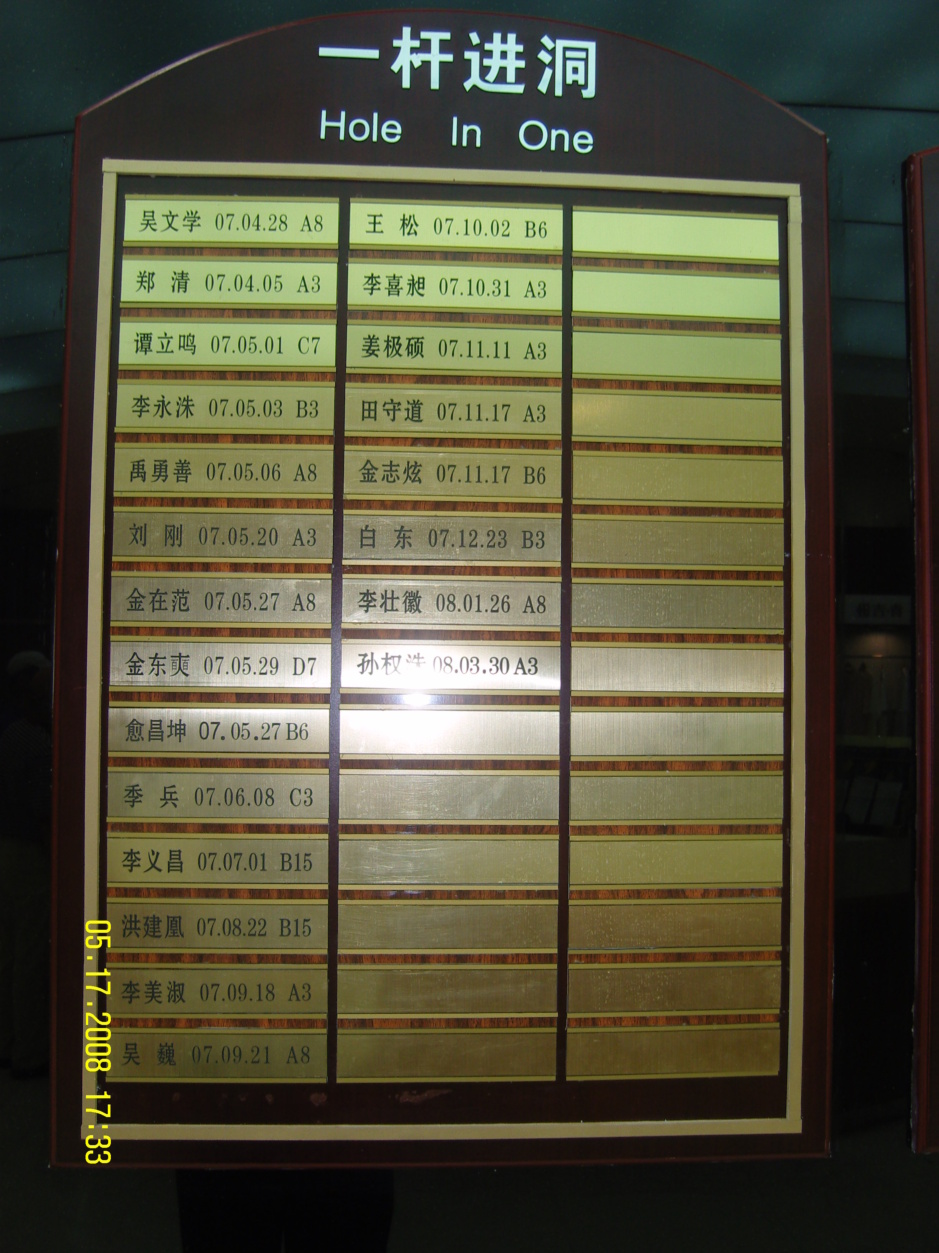 一杆进洞
Hole In One
吴文学 07.04.28 A8
郑清 07.04.05 A3
谭立鸣 07.05.01 C7
李永洙 07.05.03 B3
禹勇善 07.05.06 A8
刘刚 07.05.20 A3
金在范 07.05.27 A8
金东奭 07.05.29 D7
愈昌坤 07.05.27 B6
季兵 07.06.08 C3
李义昌 07.07.01 B15
洪建凰 07.08.22 B15
李美淑 07.09.18 A3
吴巍 07.09.21 A8
王松 07.10.02 B6
李喜昶 07.10.31 A3
姜极硕 07.11.11 A3
田守道 07.11.17 A3
金志炫 07.11.17 B6
白东 07.12.23 B3
李壮徽 08.01.26 A8
孙权 08.03.30 A3
05.17.2008 17:33